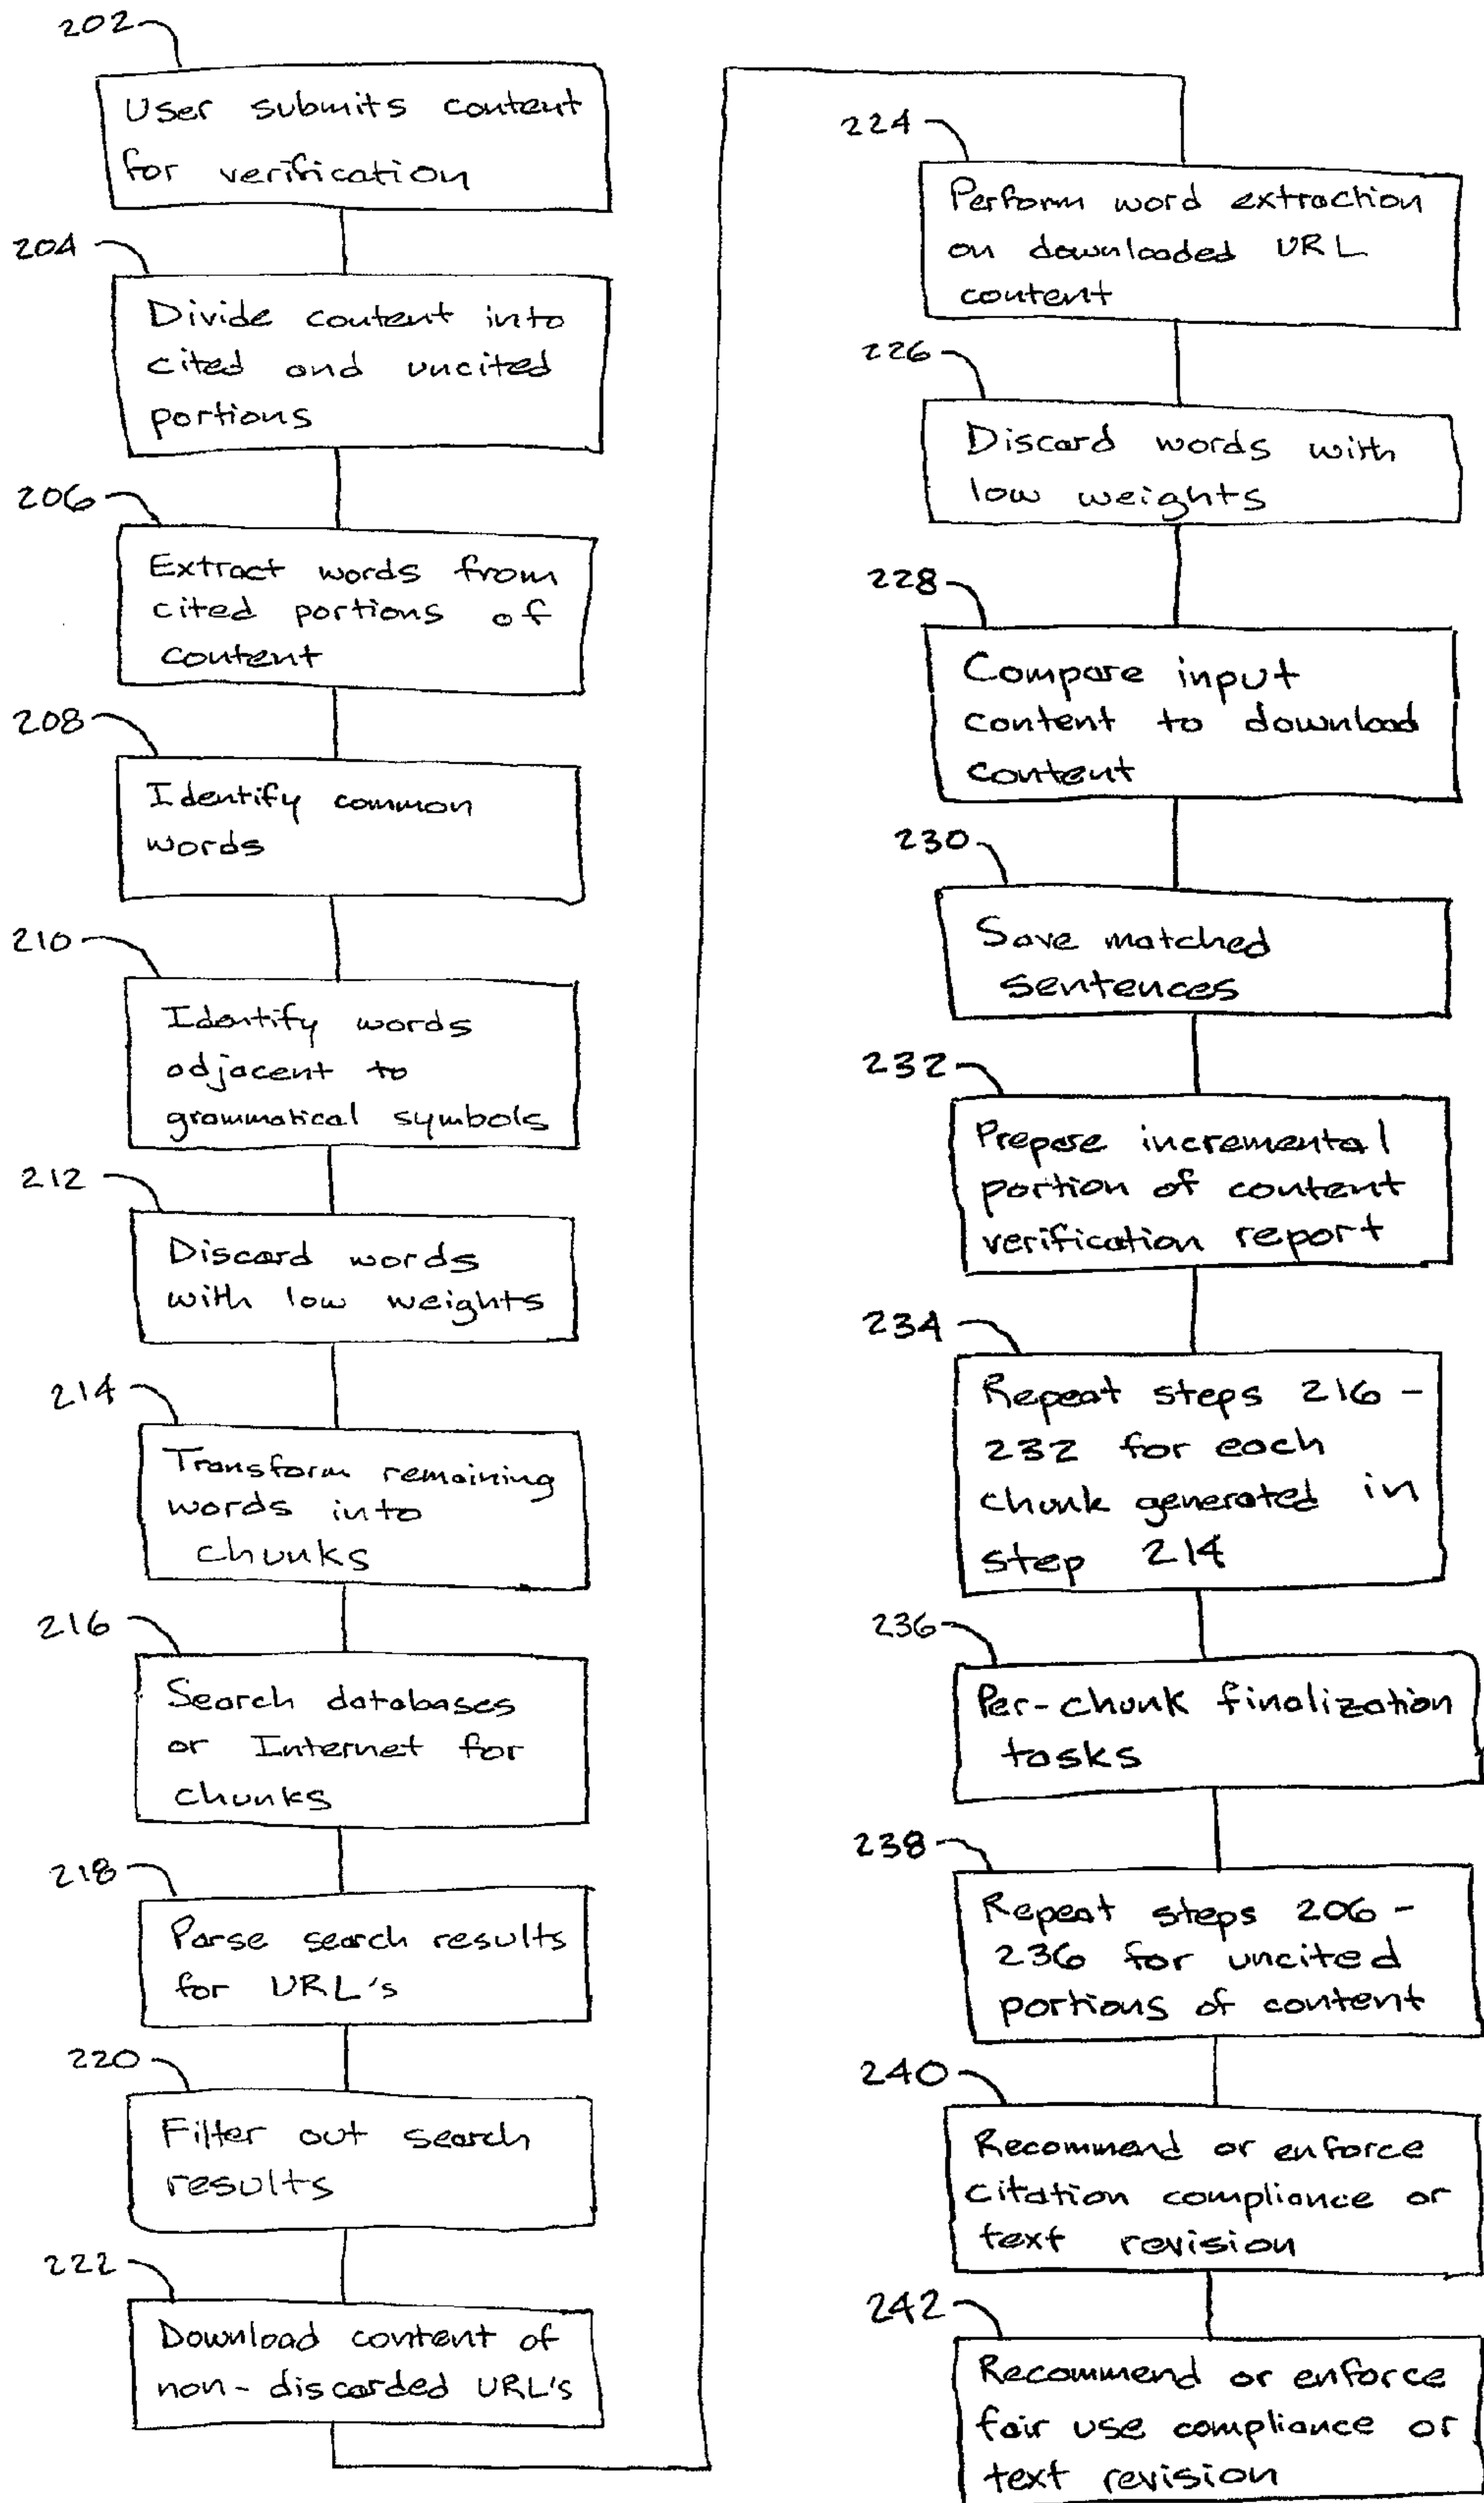 202
User submits content
for verification
204
Divide content into
cited and uncited
portions
206
Extract words from
cited portions of
content
208
Identify common
words
210
Identify words
adjacent to
grammatical symbols
212
Discard words
with low weights
214
Transform remaining
words into
chunks
216
Search databases
or Internet for
chunks
218
Parse search results
for URL's
220
Filter out search
results
222
Download content of
non-discarded URL's
224
Perform word extraction
on downloaded URL
content
226
Discard words with
low weights
228
Compare input
content to download
content
230
Save matched
sentences
232
Prepare incremental
portion of content
verification report
234
Repeat steps 216 -
232 for each
chunk generated in
step 214
236
Per-chunk finalization
tasks
238
Repeat steps 206 -
236 for uncited
portions of content
240
Recommend or enforce
citation compliance or
text revision
242
Recommend or enforce
fair use compliance or
text revision